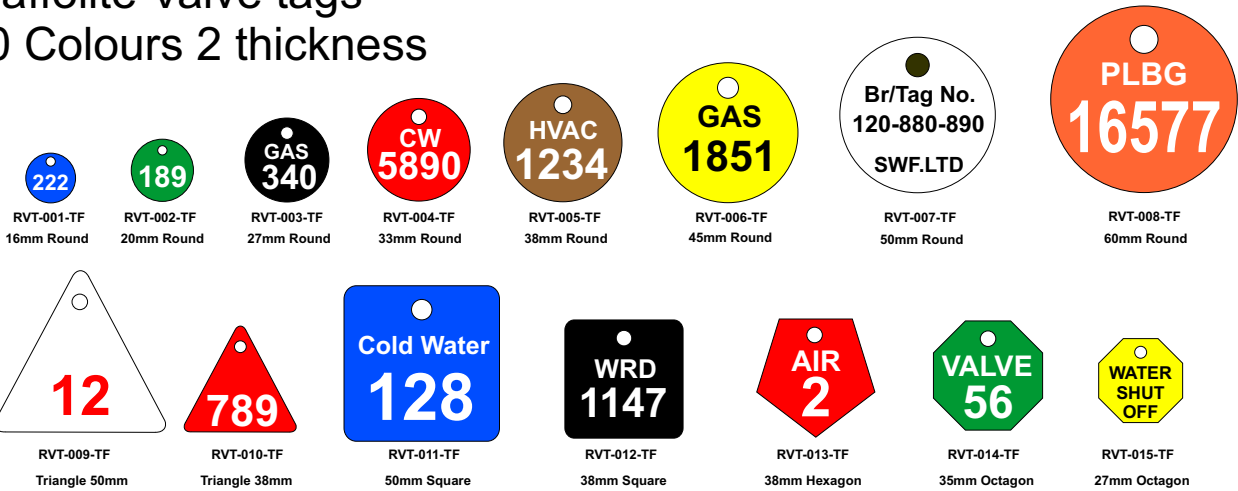 affolite valve tags
0 Colours 2 thickness
222
RVT-001-TF
16mm Round
189
RVT-002-TF
20mm Round
GAS
340
RVT-003-TF
27mm Round
CW
5890
RVT-004-TF
33mm Round
HVAC
1234
RVT-005-TF
38mm Round
GAS
1851
RVT-006-TF
45mm Round
Br/Tag No.
120-880-890
SWF.LTD
RVT-007-TF
50mm Round
PLBG
16577
RVT-008-TF
60mm Round
12
RVT-009-TF
Triangle 50mm
789
RVT-010-TF
Triangle 38mm
Cold Water
128
RVT-011-TF
50mm Square
WRD
1147
RVT-012-TF
38mm Square
AIR
2
RVT-013-TF
38mm Hexagon
VALVE
56
RVT-014-TF
35mm Octagon
WATER
SHUT
OFF
RVT-015-TF
27mm Octagon